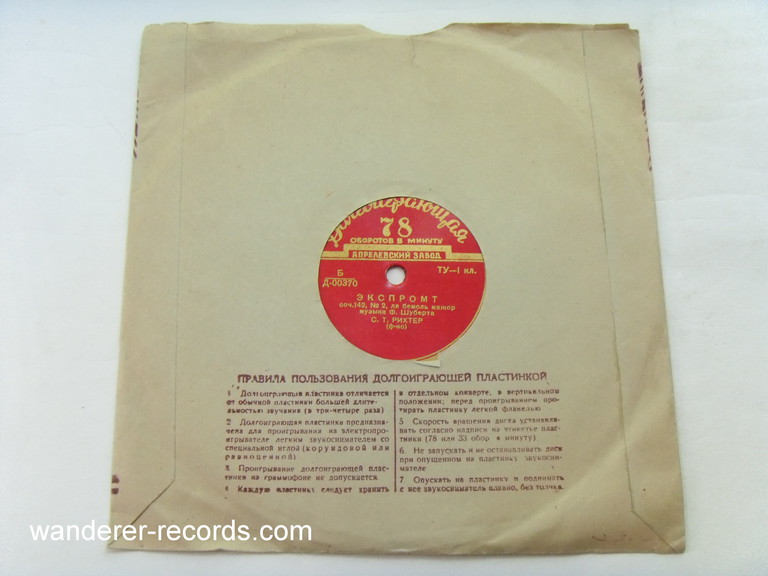 Долгоиграющая
78
ОБОРОТОВ В МИНУТУ
АПРЕЛЕВСКИЙ ЗАВОД
Б
Д-00370
ТУ—I кл.
ЭКСПРОМТ
соч.142, № 2, ля бемоль мажор
музыка Ф. Шуберта
С. Т. РИХТЕР
(ф-но)
ПРАВИЛА ПОЛЬЗОВАНИЯ ДОЛГОИГРАЮЩЕЙ ПЛАСТИНКОЙ
1 Долгоиграющая пластинка отличается
от обычной пластинки большей длите-
льностью звучания (в три-четыре раза)
2 Долгоиграющая пластинка предназна-
чена для проигрывания на электропро-
игрывателе легким звукоснимателем со
специальной иглой (корундовой или
равноценной)
3 Проигрывание долгоиграющей плас-
тинки на граммофоне не допускается
4 Каждую пластинку следует хранить
в отдельном конверте, в вертикальном
положении; перед проигрыванием про-
тирать пластинку легкой фланелью
5 Скорость вращения диска устанавли-
вать согласно надписи на этикетке плас-
тинки (78 или 33 обор в минуту)
6 Не запускать и не останавливать диск
при опущенном на пластинку звукосни-
мателе
7 Опускать на пластинку и поднимать
с нее звукосниматель плавно, без толчка.
wanderer-records.com